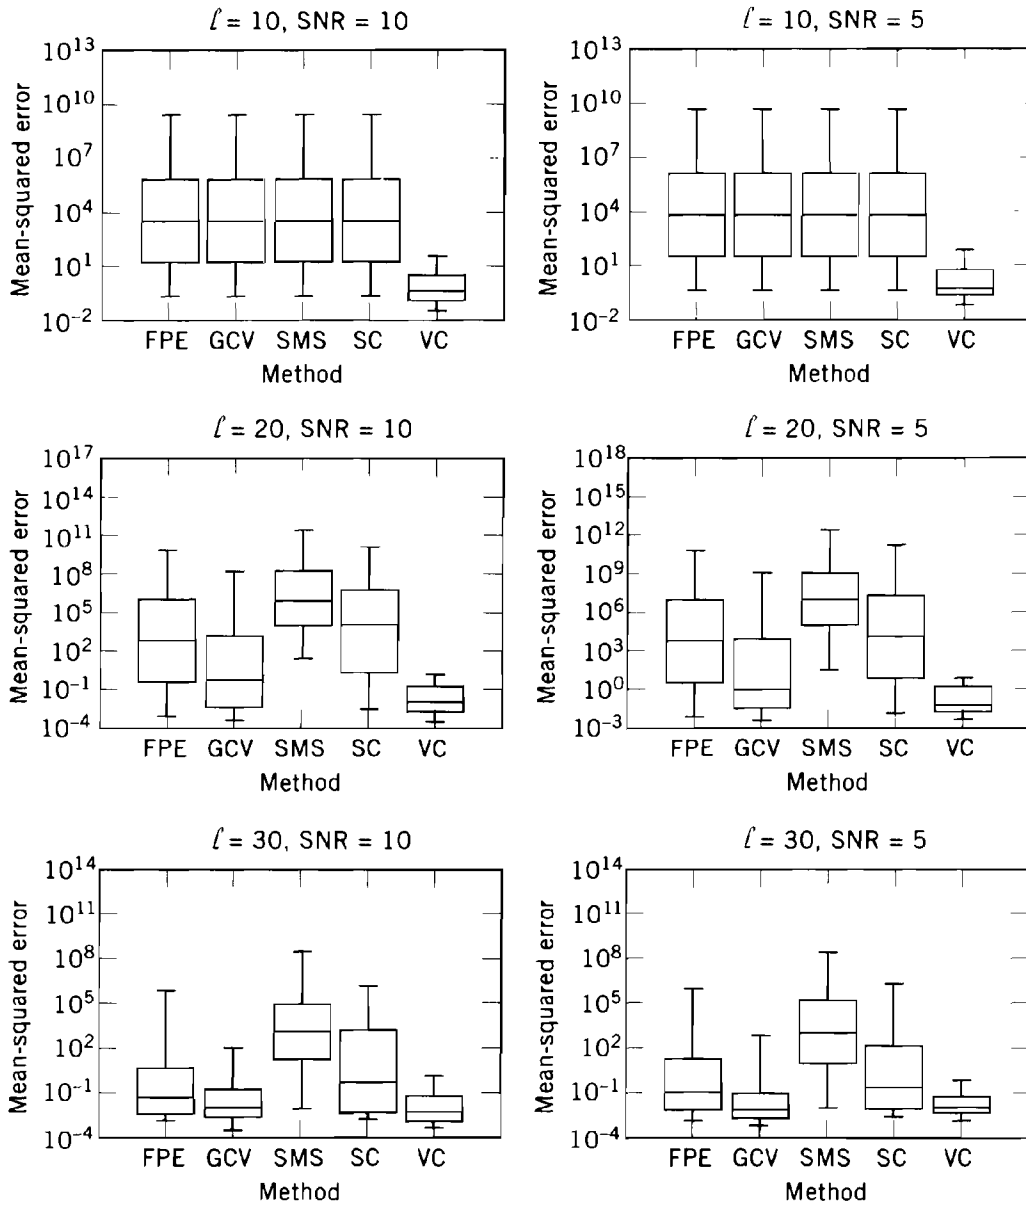 ℓ = 10, SNR = 10
Mean-squared error
10^13
10^10
10^7
10^4
10^1
10^-2
FPE GCV SMS SC VC
Method
ℓ = 10, SNR = 5
Mean-squared error
10^13
10^10
10^7
10^4
10^1
10^-2
FPE GCV SMS SC VC
Method
ℓ = 20, SNR = 10
Mean-squared error
10^17
10^14
10^11
10^8
10^5
10^2
10^-1
10^-4
FPE GCV SMS SC VC
Method
ℓ = 20, SNR = 5
Mean-squared error
10^18
10^15
10^12
10^9
10^6
10^3
10^0
10^-3
FPE GCV SMS SC VC
Method
ℓ = 30, SNR = 10
Mean-squared error
10^14
10^11
10^8
10^5
10^2
10^-1
10^-4
FPE GCV SMS SC VC
Method
ℓ = 30, SNR = 5
Mean-squared error
10^14
10^11
10^8
10^5
10^2
10^-1
10^-4
FPE GCV SMS SC VC
Method